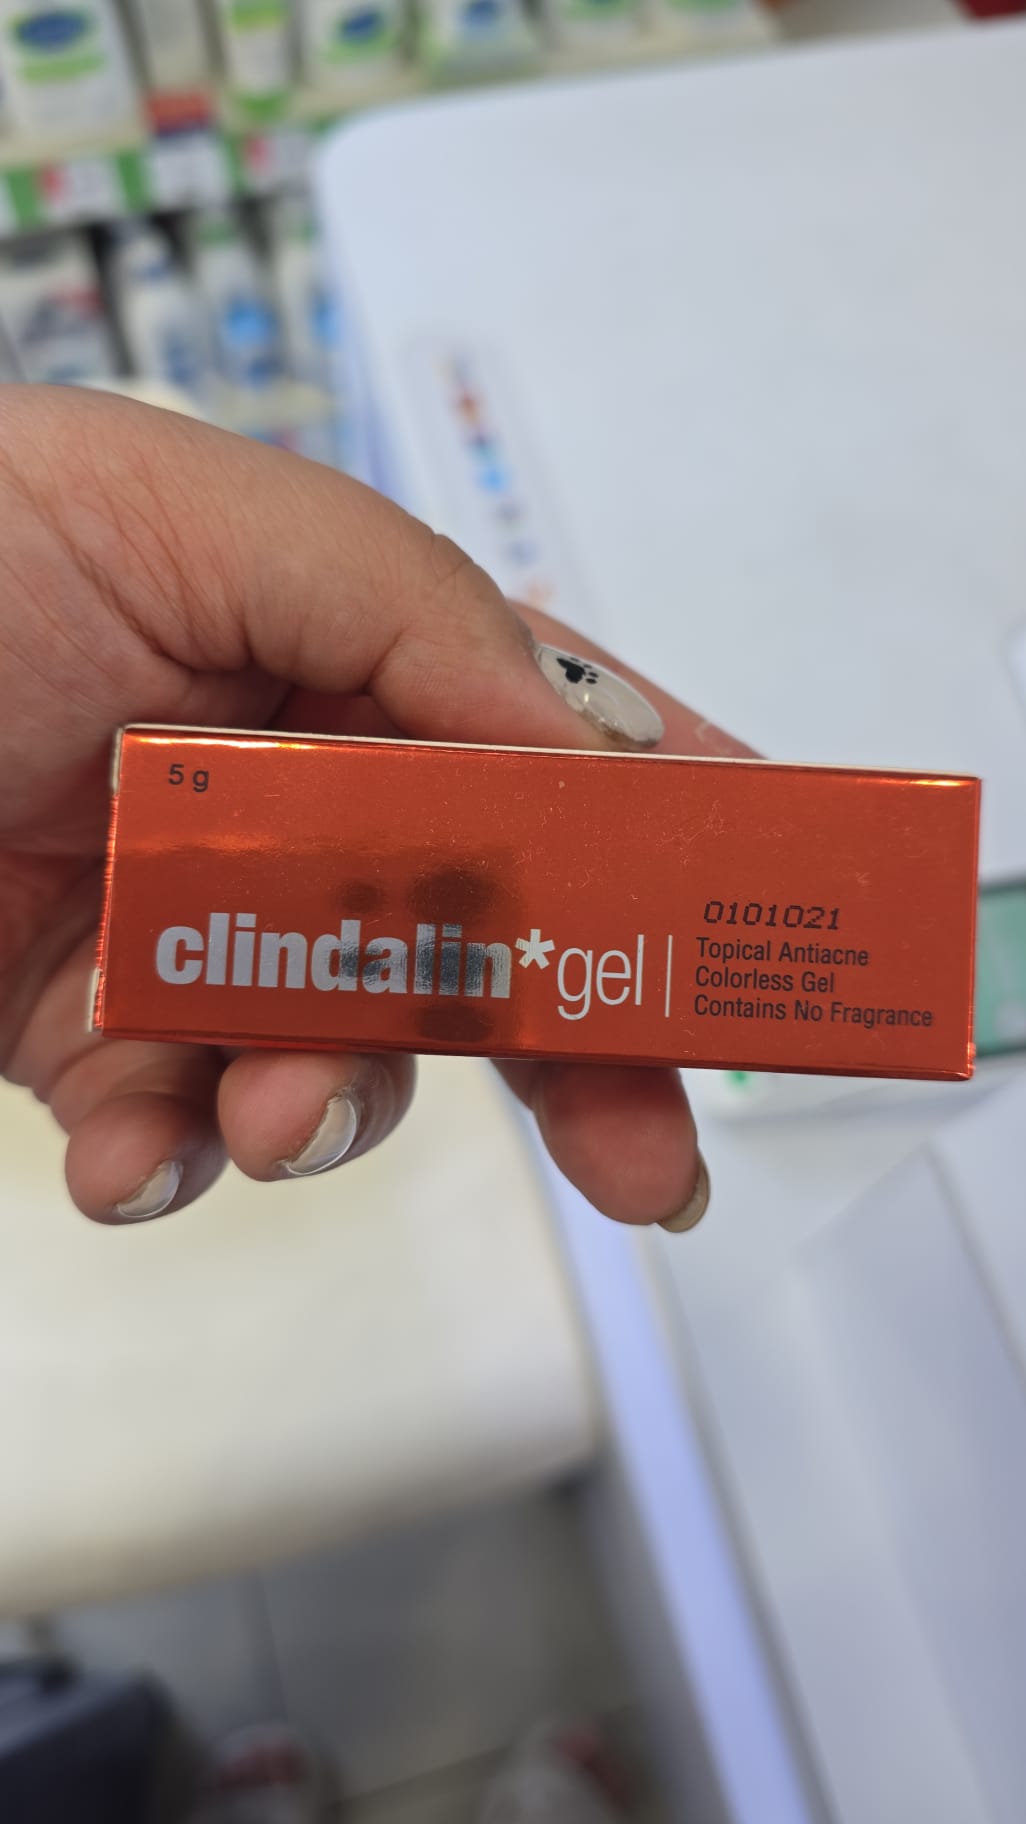 5 g
clindalin*gel
0101021
Topical Antiacne
Colorless Gel
Contains No Fragrance